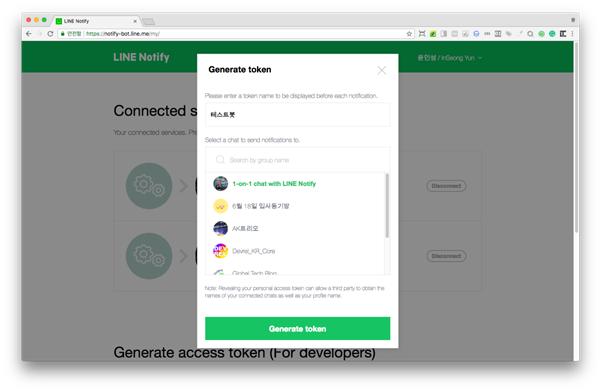 LINE Notify
안전함 | https://notify-bot.line.me/my/
LINE Notify
윤인성 / InSeong Yun
Generate token
Connected s
Please enter a token name to be displayed before each notification.
테스트봇
Your connected services. Ple
Select a chat to send notifications to.
Search by group name
1-on-1 chat with LINE Notify
Disconnect
6월 18일 입사동기방
AK트리오
Devrel_KR_Core
Disconnect
Global Tech Blog
Note: Revealing your personal access token can allow a third party to obtain the
names of your connected chats as well as your profile name.
Generate token
Generate access token (For developers)